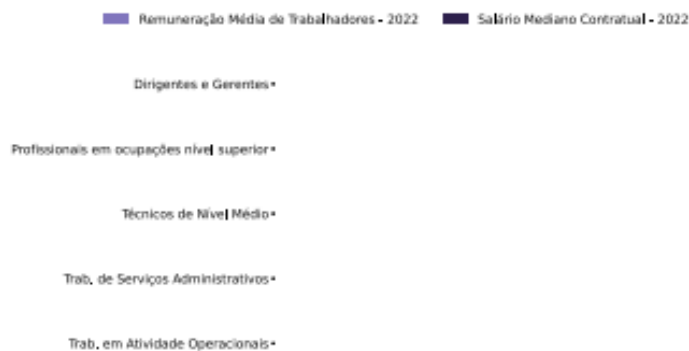 Remuneração Média de Trabalhadores - 2022 Salário Mediano Contratual - 2022
Dirigentes e Gerentes
Profissionais em ocupações nível superior
Técnicos de Nível Médio
Trab. de Serviços Administrativos
Trab. em Atividade Operacionais